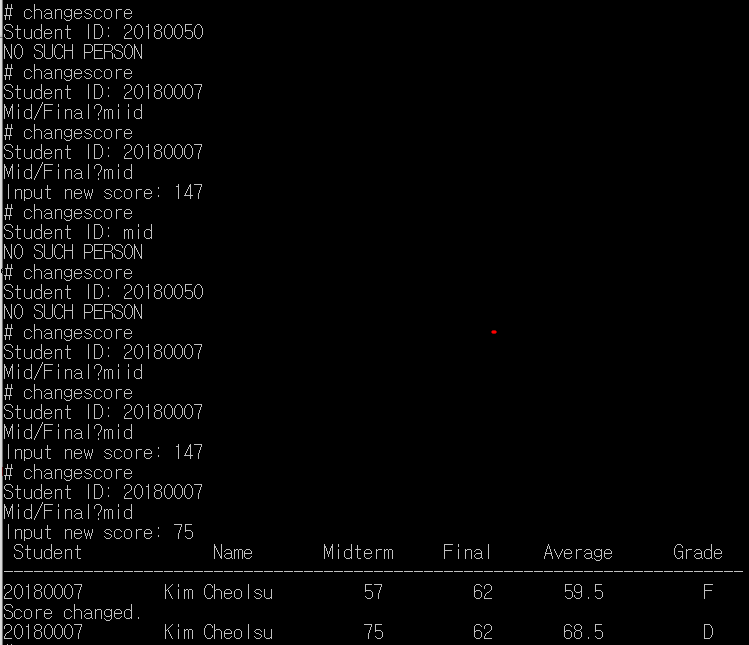 # changescore
Student ID: 20180050
NO SUCH PERSON
# changescore
Student ID: 20180007
Mid/Final?miid
# changescore
Student ID: 20180007
Mid/Final?mid
Input new score: 147
# changescore
Student ID: mid
NO SUCH PERSON
# changescore
Student ID: 20180050
NO SUCH PERSON
# changescore
Student ID: 20180007
Mid/Final?miid
# changescore
Student ID: 20180007
Mid/Final?mid
Input new score: 147
# changescore
Student ID: 20180007
Mid/Final?mid
Input new score: 75
Student Name Midterm Final Average Grade
--------------------------------------------------------------------------
20180007 Kim Cheolsu 57 62 59.5 F
Score changed.
20180007 Kim Cheolsu 75 62 68.5 D